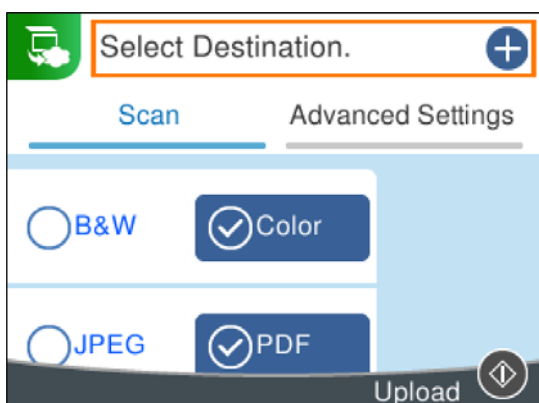 Select Destination.
Scan Advanced Settings
B&W Color
JPEG PDF
Upload